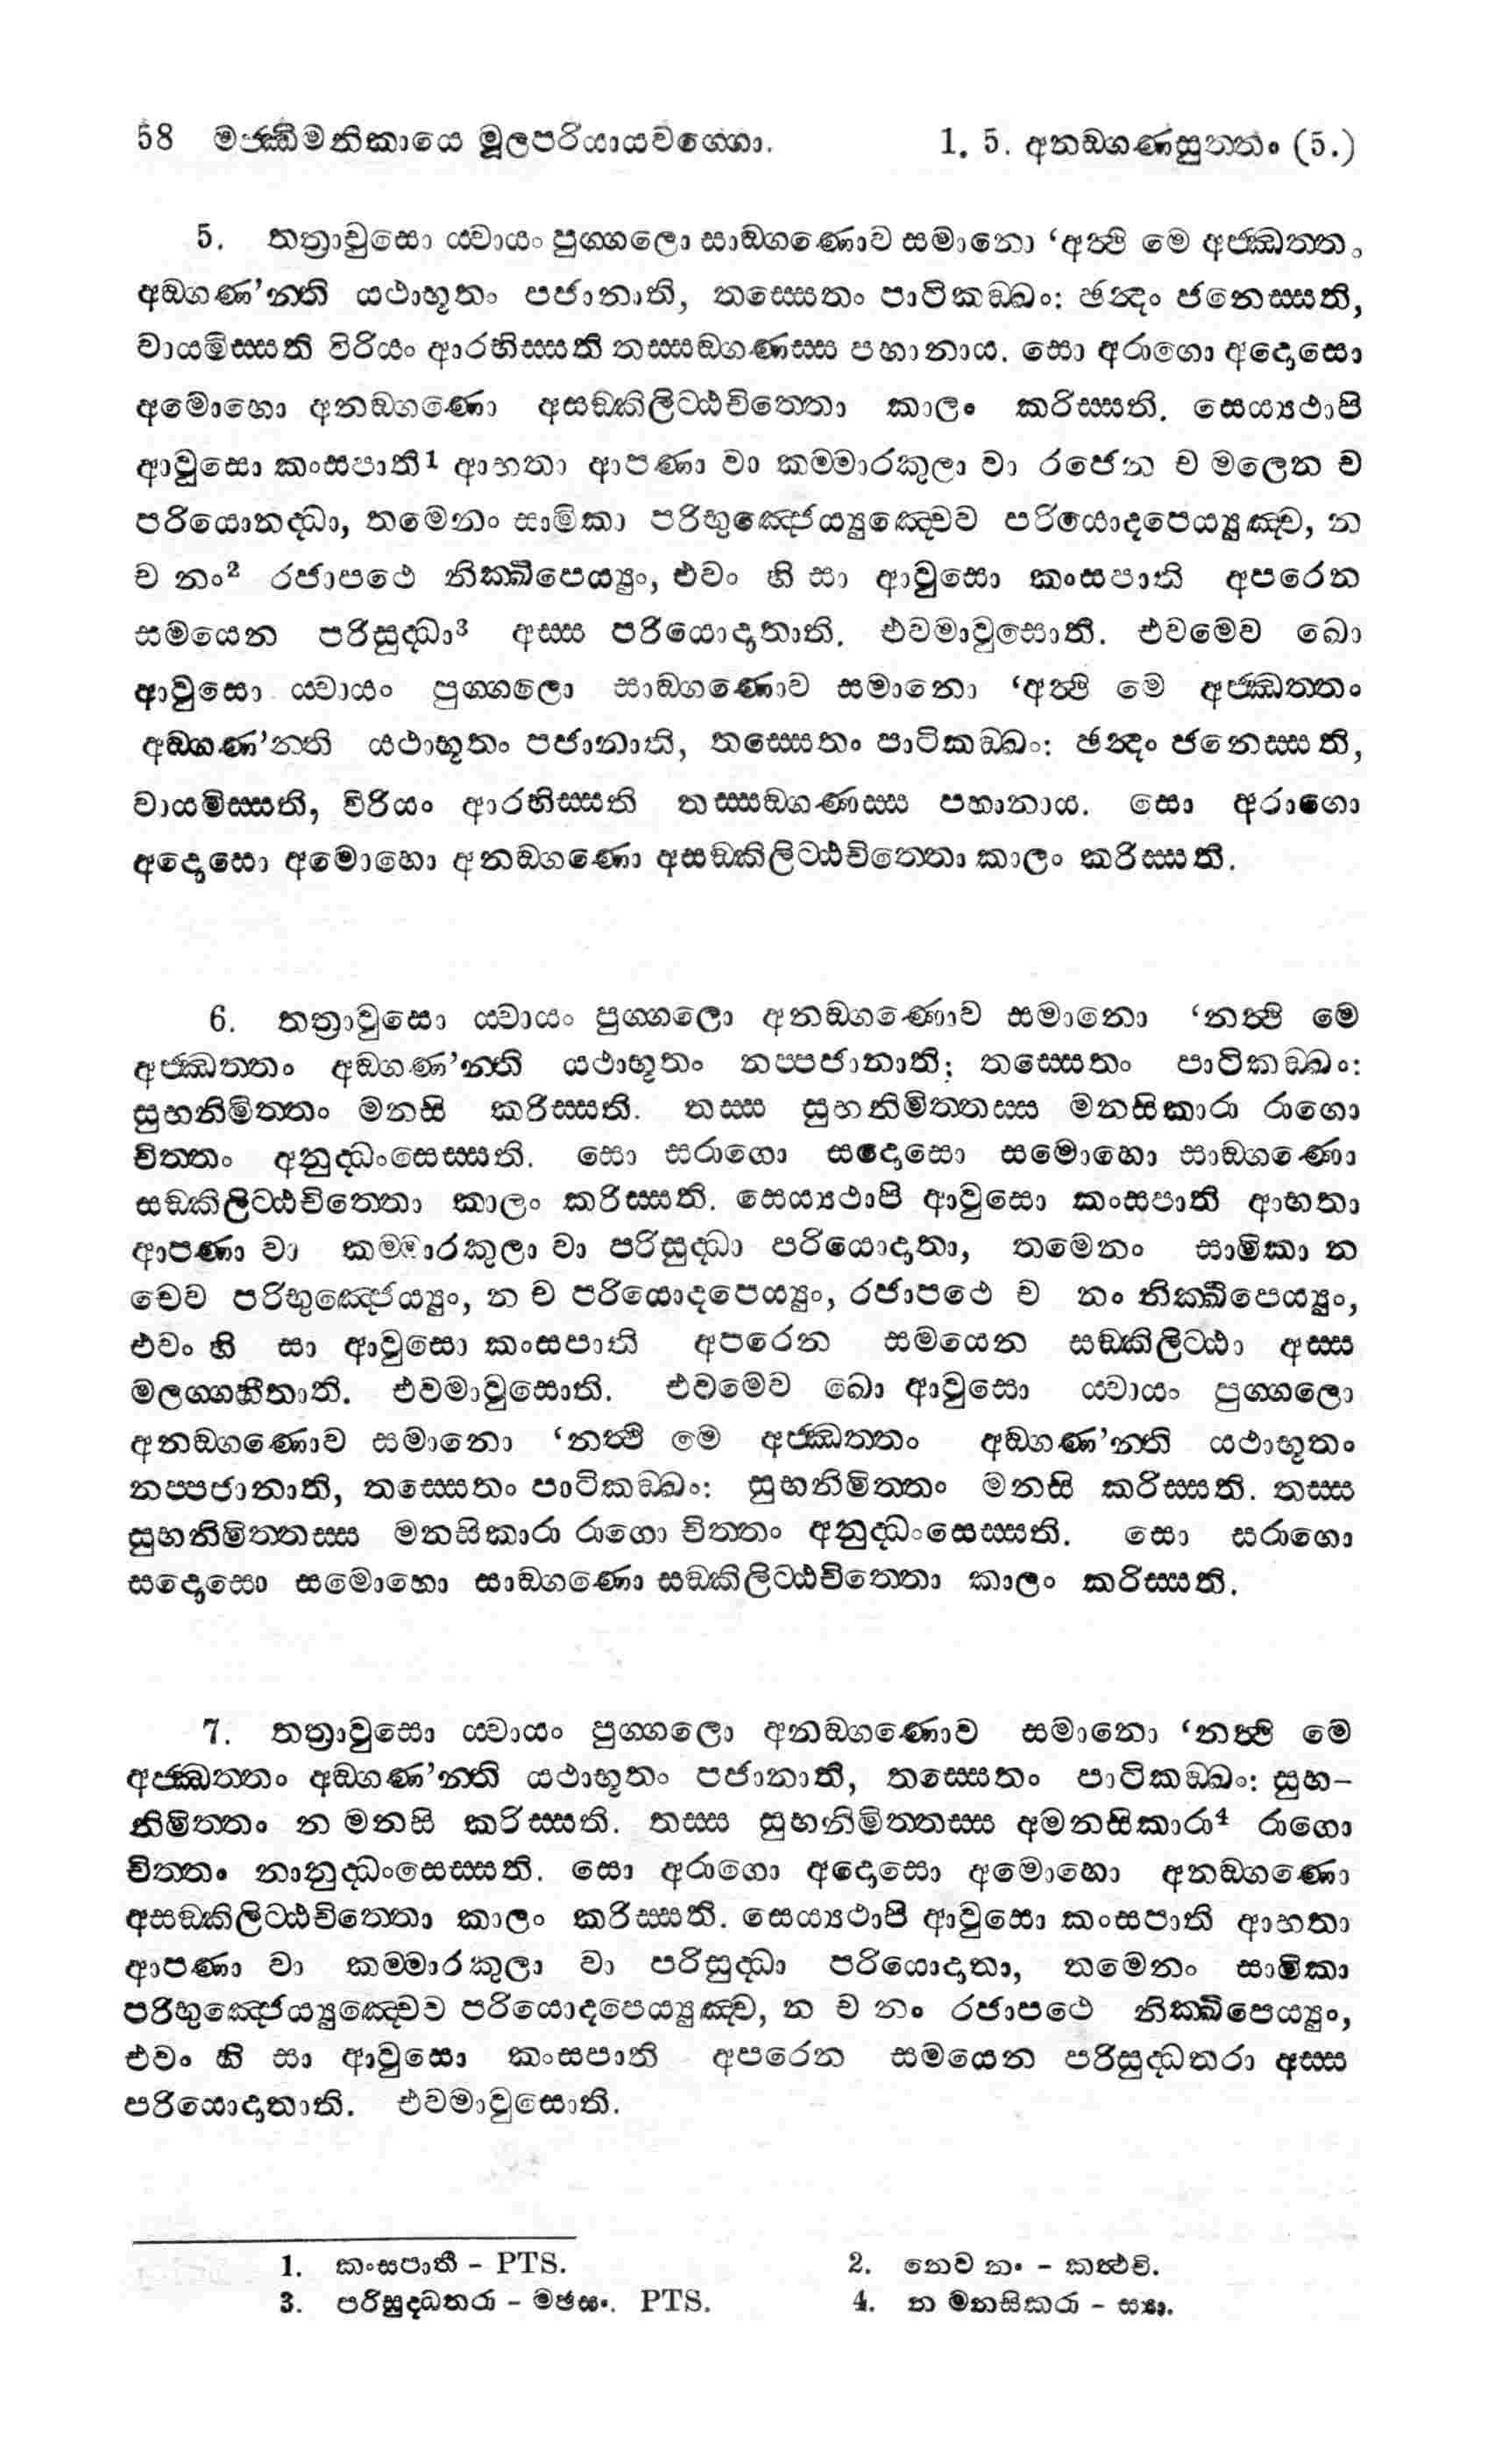 58 මජ්ඣිමනිකායෙ මූලපරියායවග්ගො. 1. 5. අනඞ්ගණසුත්තං (5.)
5. තත්‍රාවුසො ය්වායං පුග්ගලො සාඞ්ගණොව සමානො ‘අත්ථි මෙ අජ්ඣත්තං
අඞ්ගණ’න්ති යථාභූතං පජානාති, තස්සෙතං පාටිකඞ්ඛං: ඡන්දං ජනෙස්සති,
වායමිස්සති විරියං ආරභිස්සති තස්සඞ්ගණස්ස පහානාය. සො අරාගො අදොසො
අමොහො අනඞ්ගණො අසඞ්කිලිට්ඨචිත්තො කාලං කරිස්සති. සෙය්‍යථාපි
ආවුසො කංසපාති1 ආභතා ආපණා වා කම්මාරකුලා වා රජෙන ච මලෙන ච
පරියොනද්ධා, තමෙනං සාමිකා පරිභුඤ්ජෙය්‍යුඤ්චෙව පරියොදපෙය්‍යුඤ්ච, න
ච නං2 රජාපථෙ නික්ඛිපෙය්‍යුං, එවං හි සා ආවුසො කංසපාති අපරෙන
සමයෙන පරිසුද්ධා3 අස්ස පරියොදාතාති. එවමාවුසොති. එවමෙව ඛො
ආවුසො ය්වායං පුග්ගලො සාඞ්ගණොව සමානො ‘අත්ථි මෙ අජ්ඣත්තං
අඞ්ගණ’න්ති යථාභූතං පජානාති, තස්සෙතං පාටිකඞ්ඛං: ඡන්දං ජනෙස්සති,
වායමිස්සති, විරියං ආරභිස්සති තස්සඞ්ගණස්ස පහානාය. සො අරාගො
අදොසො අමොහො අනඞ්ගණො අසඞ්කිලිට්ඨචිත්තො කාලං කරිස්සති.
6. තත්‍රාවුසො ය්වායං පුග්ගලො අනඞ්ගණොව සමානො ‘නත්ථි මෙ
අජ්ඣත්තං අඞ්ගණ’න්ති යථාභූතං නප්පජානාති; තස්සෙතං පාටිකඞ්ඛං:
සුභනිමිත්තං මනසි කරිස්සති. තස්ස සුභනිමිත්තස්ස මනසිකාරා රාගො
චිත්තං අනුද්ධංසෙස්සති. සො සරාගො සදොසො සමොහො සාඞ්ගණො
සඞ්කිලිට්ඨචිත්තො කාලං කරිස්සති. සෙය්‍යථාපි ආවුසො කංසපාති ආභතා
ආපණා වා කම්මාරකුලා වා පරිසුද්ධා පරියොදාතා, තමෙනං සාමිකා න
චෙව පරිභුඤ්ජෙය්‍යුං, න ච පරියොදපෙය්‍යුං, රජාපථෙ ච නං නික්ඛිපෙය්‍යුං,
එවං හි සා ආවුසො කංසපාති අපරෙන සමයෙන සඞ්කිලිට්ඨා අස්ස
මලග්ගහීතාති. එවමාවුසොති. එවමෙව ඛො ආවුසො ය්වායං පුග්ගලො
අනඞ්ගණොව සමානො ‘නත්ථි මෙ අජ්ඣත්තං අඞ්ගණ’න්ති යථාභූතං
නප්පජානාති, තස්සෙතං පාටිකඞ්ඛං: සුභනිමිත්තං මනසි කරිස්සති. තස්ස
සුභනිමිත්තස්ස මනසිකාරා රාගො චිත්තං අනුද්ධංසෙස්සති. සො සරාගො
සදොසො සමොහො සාඞ්ගණො සඞ්කිලිට්ඨචිත්තො කාලං කරිස්සති.
7. තත්‍රාවුසො ය්වායං පුග්ගලො අනඞ්ගණොව සමානො ‘නත්ථි මෙ
අජ්ඣත්තං අඞ්ගණ’න්ති යථාභූතං පජානාති, තස්සෙතං පාටිකඞ්ඛං: සුභ-
නිමිත්තං න මනසි කරිස්සති. තස්ස සුභනිමිත්තස්ස අමනසිකාරා4 රාගො
චිත්තං නානුද්ධංසෙස්සති. සො අරාගො අදොසො අමොහො අනඞ්ගණො
අසඞ්කිලිට්ඨචිත්තො කාලං කරිස්සති. සෙය්‍යථාපි ආවුසො කංසපාති ආභතා
ආපණා වා කම්මාරකුලා වා පරිසුද්ධා පරියොදාතා, තමෙනං සාමිකා
පරිභුඤ්ජෙය්‍යුඤ්චෙව පරියොදපෙය්‍යුඤ්ච, න ච නං රජාපථෙ නික්ඛිපෙය්‍යුං,
එවං හි සා ආවුසො කංසපාති අපරෙන සමයෙන පරිසුද්ධතරා අස්ස
පරියොදාතාති. එවමාවුසොති.
1. කංසපාතී - PTS. 2. නෙව නං - කත්‍ථචි.
3. පරිසුද්ධතරා - මඡසං. PTS. 4. න මනසිකරා - ස්‍යා.